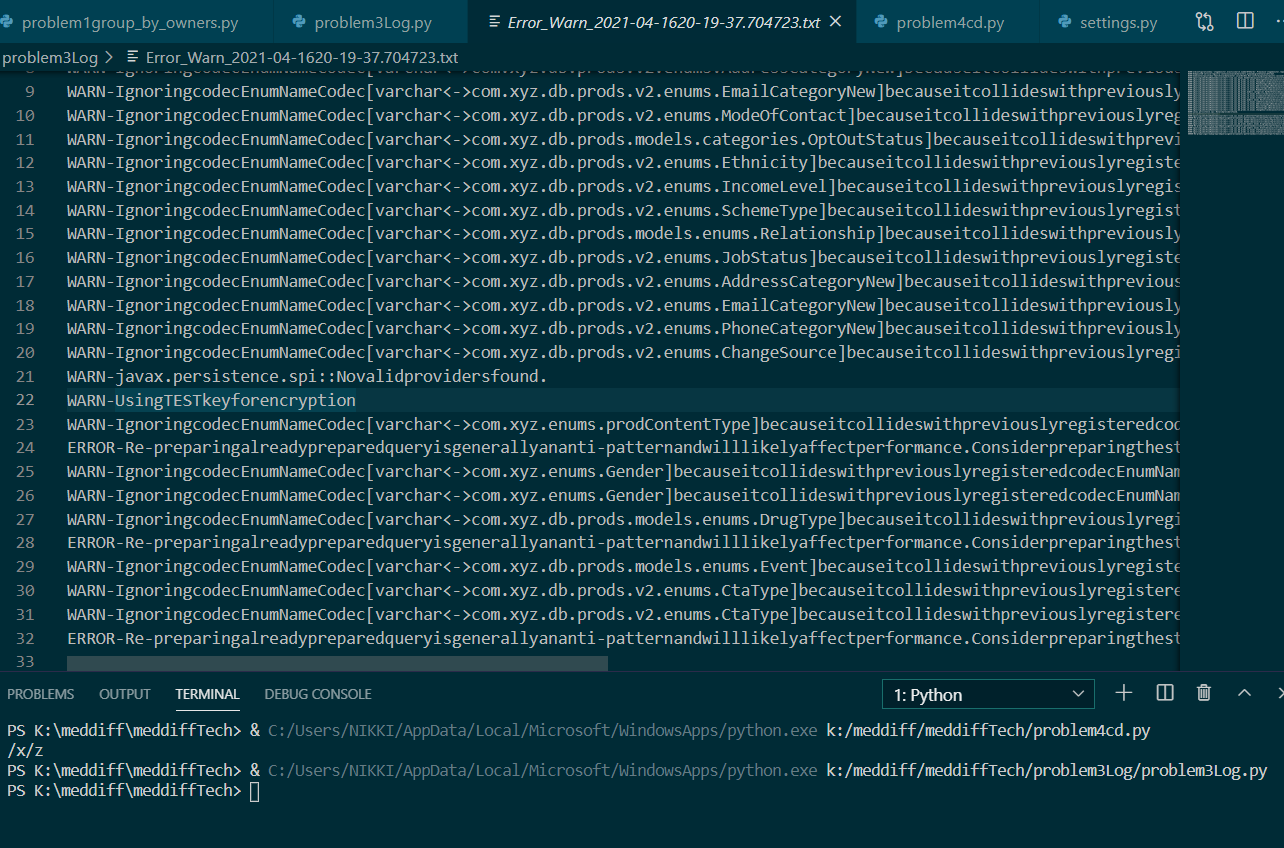 problem1group_by_owners.py problem3Log.py Error_Warn_2021-04-1620-19-37.704723.txt problem4cd.py settings.py
problem3Log > Error_Warn_2021-04-1620-19-37.704723.txt
9 WARN-IgnoringcodecEnumNameCodec[varchar<->com.xyz.db.prods.v2.enums.EmailCategoryNew]becauseitcollideswithpreviously
10 WARN-IgnoringcodecEnumNameCodec[varchar<->com.xyz.db.prods.v2.enums.ModeOfContact]becauseitcollideswithpreviouslyreg
11 WARN-IgnoringcodecEnumNameCodec[varchar<->com.xyz.db.prods.models.categories.OptOutStatus]becauseitcollideswithprevi
12 WARN-IgnoringcodecEnumNameCodec[varchar<->com.xyz.db.prods.v2.enums.Ethnicity]becauseitcollideswithpreviouslyregiste
13 WARN-IgnoringcodecEnumNameCodec[varchar<->com.xyz.db.prods.v2.enums.IncomeLevel]becauseitcollideswithpreviouslyregis
14 WARN-IgnoringcodecEnumNameCodec[varchar<->com.xyz.db.prods.v2.enums.SchemeType]becauseitcollideswithpreviouslyregist
15 WARN-IgnoringcodecEnumNameCodec[varchar<->com.xyz.db.prods.models.enums.Relationship]becauseitcollideswithpreviously
16 WARN-IgnoringcodecEnumNameCodec[varchar<->com.xyz.db.prods.v2.enums.JobStatus]becauseitcollideswithpreviouslyregiste
17 WARN-IgnoringcodecEnumNameCodec[varchar<->com.xyz.db.prods.v2.enums.AddressCategoryNew]becauseitcollideswithprevious
18 WARN-IgnoringcodecEnumNameCodec[varchar<->com.xyz.db.prods.v2.enums.EmailCategoryNew]becauseitcollideswithpreviously
19 WARN-IgnoringcodecEnumNameCodec[varchar<->com.xyz.db.prods.v2.enums.PhoneCategoryNew]becauseitcollideswithpreviously
20 WARN-IgnoringcodecEnumNameCodec[varchar<->com.xyz.db.prods.v2.enums.ChangeSource]becauseitcollideswithpreviouslyregi
21 WARN-javax.persistence.spi::Novalidprovidersfound.
22 WARN-UsingTESTkeyforencryption
23 WARN-IgnoringcodecEnumNameCodec[varchar<->com.xyz.enums.prodContentType]becauseitcollideswithpreviouslyregisteredcod
24 ERROR-Re-preparingalreadypreparedqueryisgenerallyananti-patternandwilllikelyaffectperformance.Considerpreparingthest
25 WARN-IgnoringcodecEnumNameCodec[varchar<->com.xyz.enums.Gender]becauseitcollideswithpreviouslyregisteredcodecEnumNam
26 WARN-IgnoringcodecEnumNameCodec[varchar<->com.xyz.enums.Gender]becauseitcollideswithpreviouslyregisteredcodecEnumNam
27 WARN-IgnoringcodecEnumNameCodec[varchar<->com.xyz.db.prods.models.enums.DrugType]becauseitcollideswithpreviouslyregi
28 ERROR-Re-preparingalreadypreparedqueryisgenerallyananti-patternandwilllikelyaffectperformance.Considerpreparingthest
29 WARN-IgnoringcodecEnumNameCodec[varchar<->com.xyz.db.prods.models.enums.Event]becauseitcollideswithpreviouslyregiste
30 WARN-IgnoringcodecEnumNameCodec[varchar<->com.xyz.db.prods.v2.enums.CtaType]becauseitcollideswithpreviouslyregistere
31 WARN-IgnoringcodecEnumNameCodec[varchar<->com.xyz.db.prods.v2.enums.CtaType]becauseitcollideswithpreviouslyregistere
32 ERROR-Re-preparingalreadypreparedqueryisgenerallyananti-patternandwilllikelyaffectperformance.Considerpreparingthest
33
PROBLEMS OUTPUT TERMINAL DEBUG CONSOLE 1: Python
PS K:\meddiff\meddiffTech> & C:/Users/NIKKI/AppData/Local/Microsoft/WindowsApps/python.exe k:/meddiff/meddiffTech/problem4cd.py
/x/z
PS K:\meddiff\meddiffTech> & C:/Users/NIKKI/AppData/Local/Microsoft/WindowsApps/python.exe k:/meddiff/meddiffTech/problem3Log/problem3Log.py
PS K:\meddiff\meddiffTech>